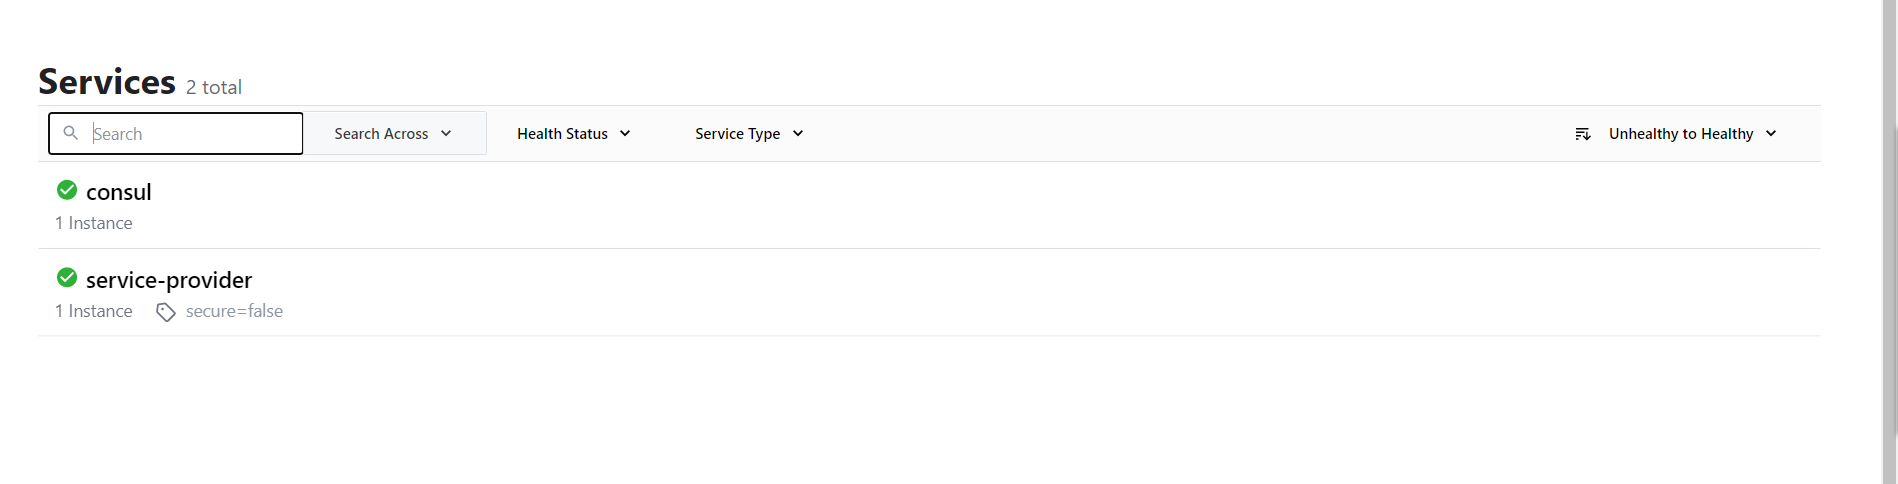 Services 2 total
Search Search Across Health Status Service Type Unhealthy to Healthy
consul
1 Instance
service-provider
1 Instance secure=false